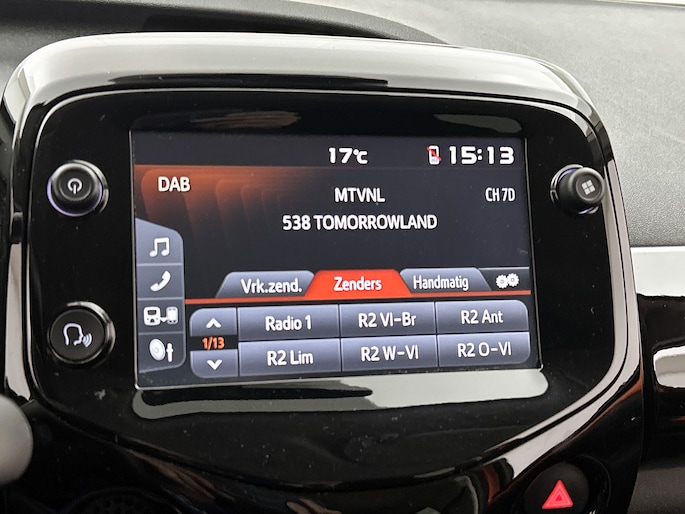 17°C 15:13
DAB MTVNL CH 7D
538 TOMORROWLAND
Vrk.zend. Zenders Handmatig
Radio 1 R2 Vl-Br R2 Ant
1/13
R2 Lim R2 W-Vl R2 O-Vl